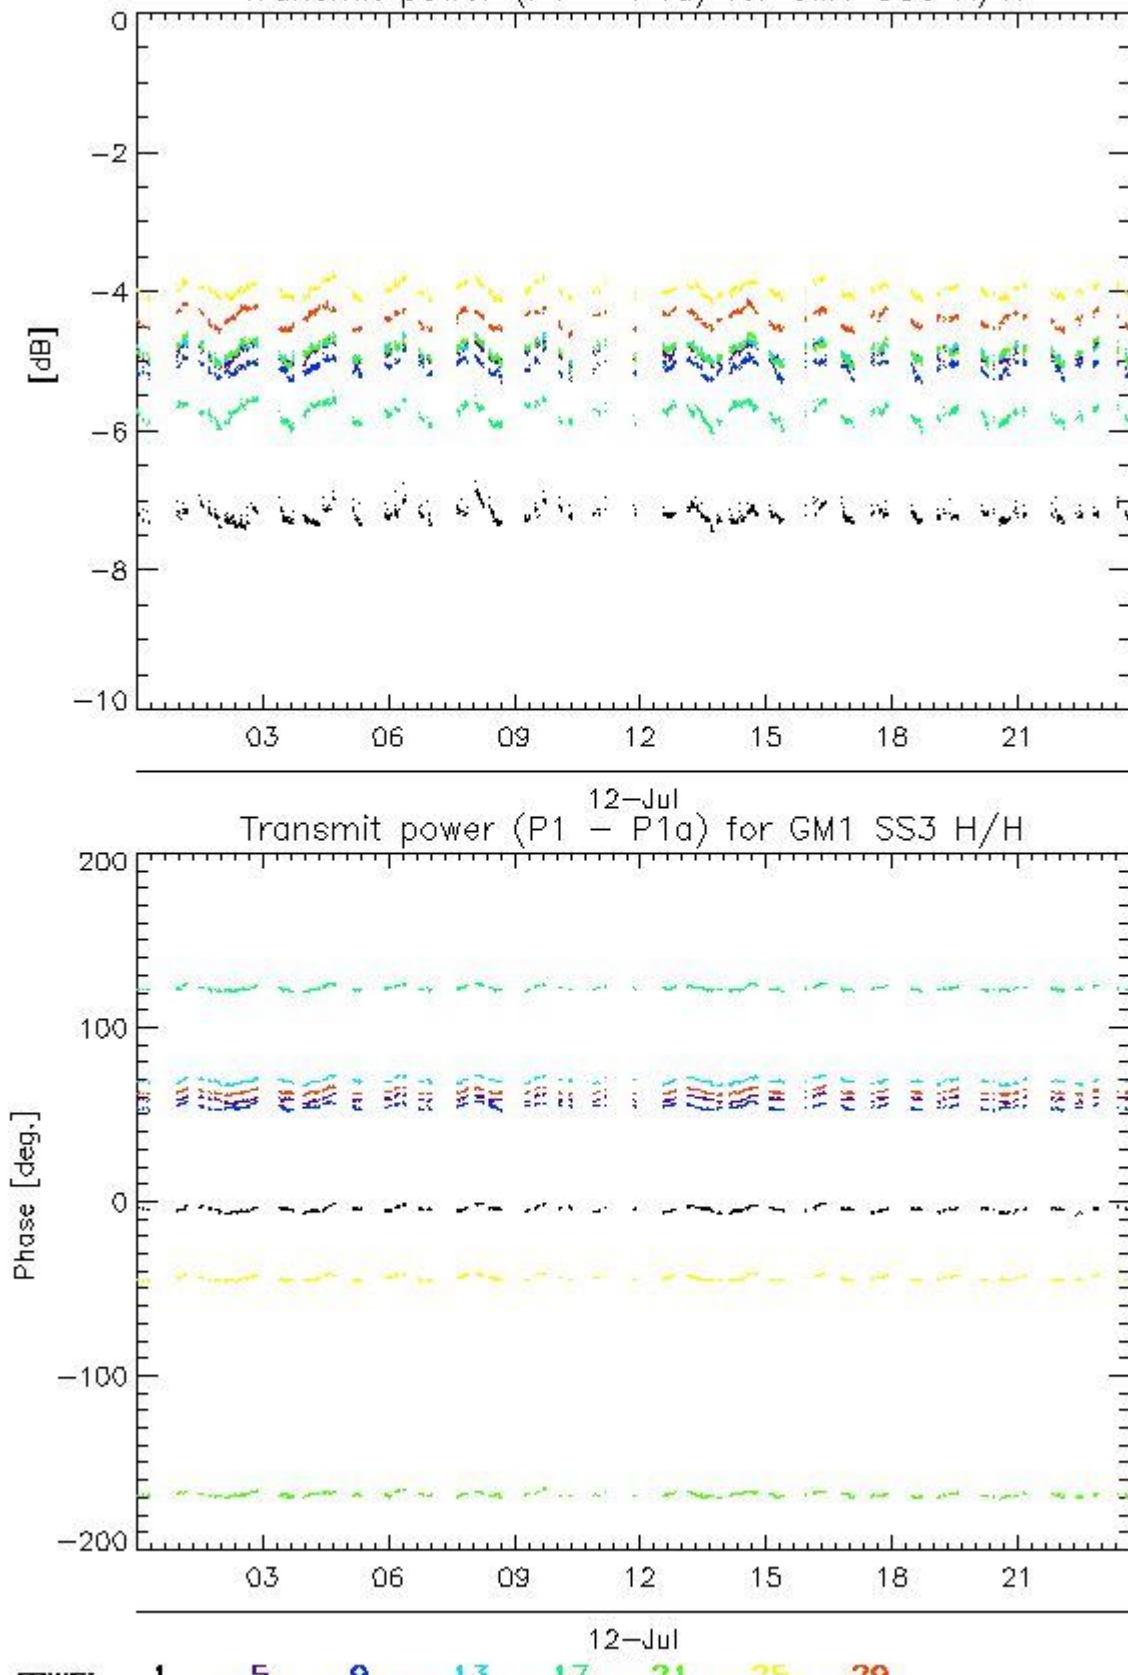 0
−2
−4
[dB]
−6
−8
−10
03 06 09 12 15 18 21
12−Jul
Transmit power (P1 − P1a) for GM1 SS3 H/H
200
100
Phase [deg.]
0
−100
−200
03 06 09 12 15 18 21
12−Jul
1 5 9 13 17 21 25 29